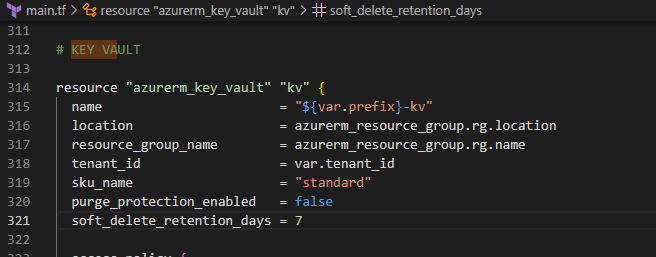 main.tf > resource "azurerm_key_vault" "kv" > soft_delete_retention_days
311
312 # KEY VAULT
313
314 resource "azurerm_key_vault" "kv" {
315 name = "${var.prefix}-kv"
316 location = azurerm_resource_group.rg.location
317 resource_group_name = azurerm_resource_group.rg.name
318 tenant_id = var.tenant_id
319 sku_name = "standard"
320 purge_protection_enabled = false
321 soft_delete_retention_days = 7
322
access_policy {